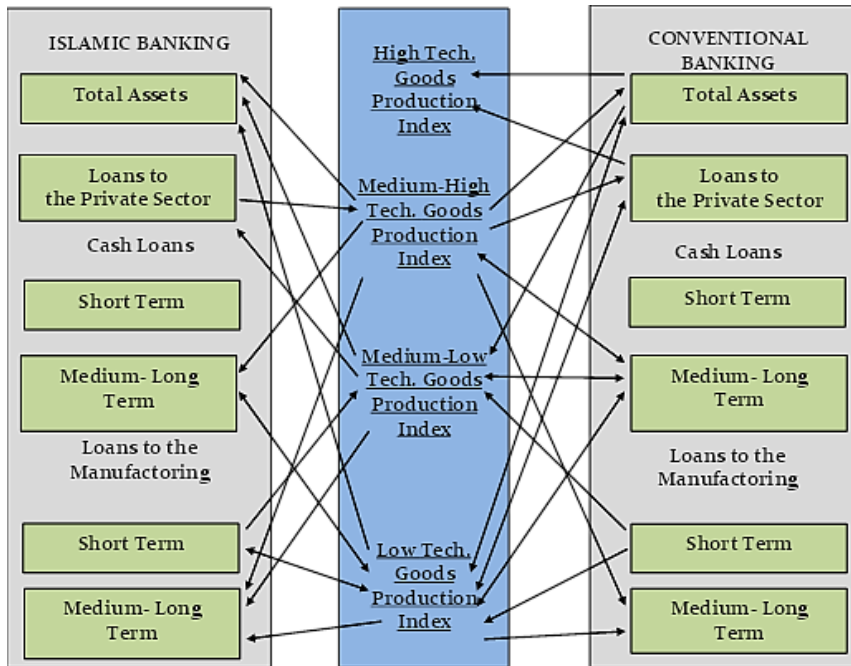 ISLAMIC BANKING
Total Assets
Loans to
the Private Sector
Cash Loans
Short Term
Medium- Long
Term
Loans to the
Manufactoring
Short Term
Medium- Long
Term
High Tech.
Goods
Production
Index
Medium-High
Tech. Goods
Production
Index
Medium-Low
Tech. Goods
Production
Index
Low Tech.
Goods
Production
Index
CONVENTIONAL
BANKING
Total Assets
Loans to
the Private Sector
Cash Loans
Short Term
Medium- Long
Term
Loans to the
Manufactoring
Short Term
Medium- Long
Term